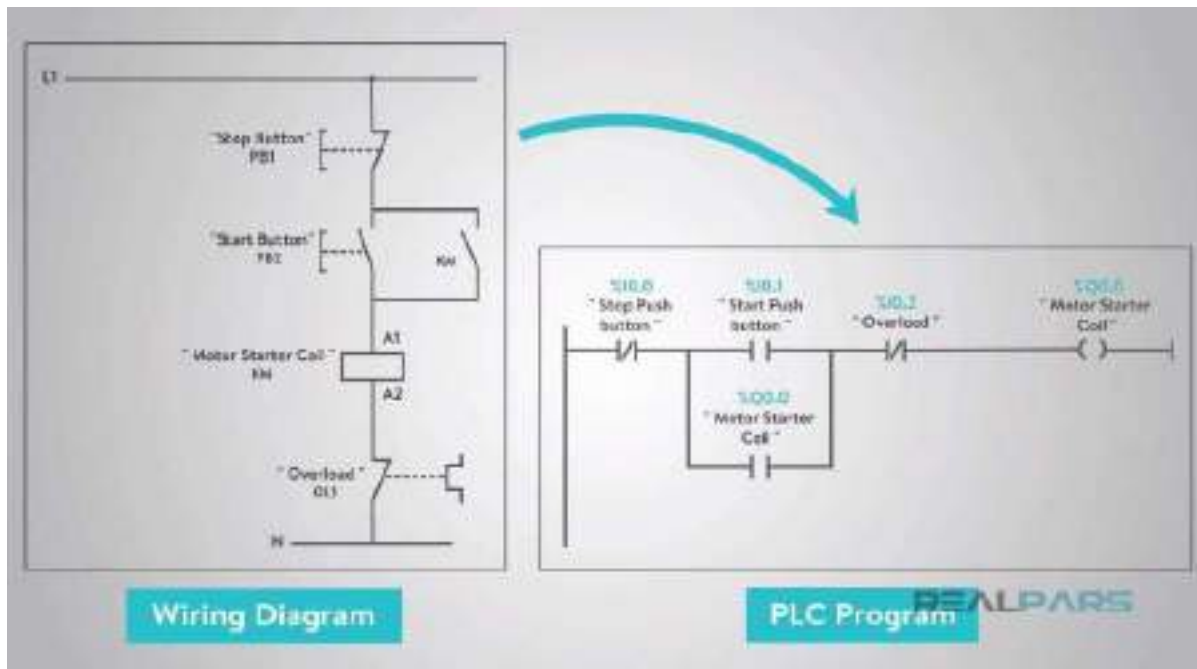 L1
"Stop Button"
PB1
"Start Button"
PB2
KM
A1
"Motor Starter Coil"
KM
A2
"Overload"
OL1
N
Wiring Diagram
%I0.0
"Stop Push
button"
%I0.1
"Start Push
button"
%I0.2
"Overload"
%Q0.0
"Motor Starter
Coil"
%Q0.0
"Motor Starter
Coil"
PLC Program
REALPARS